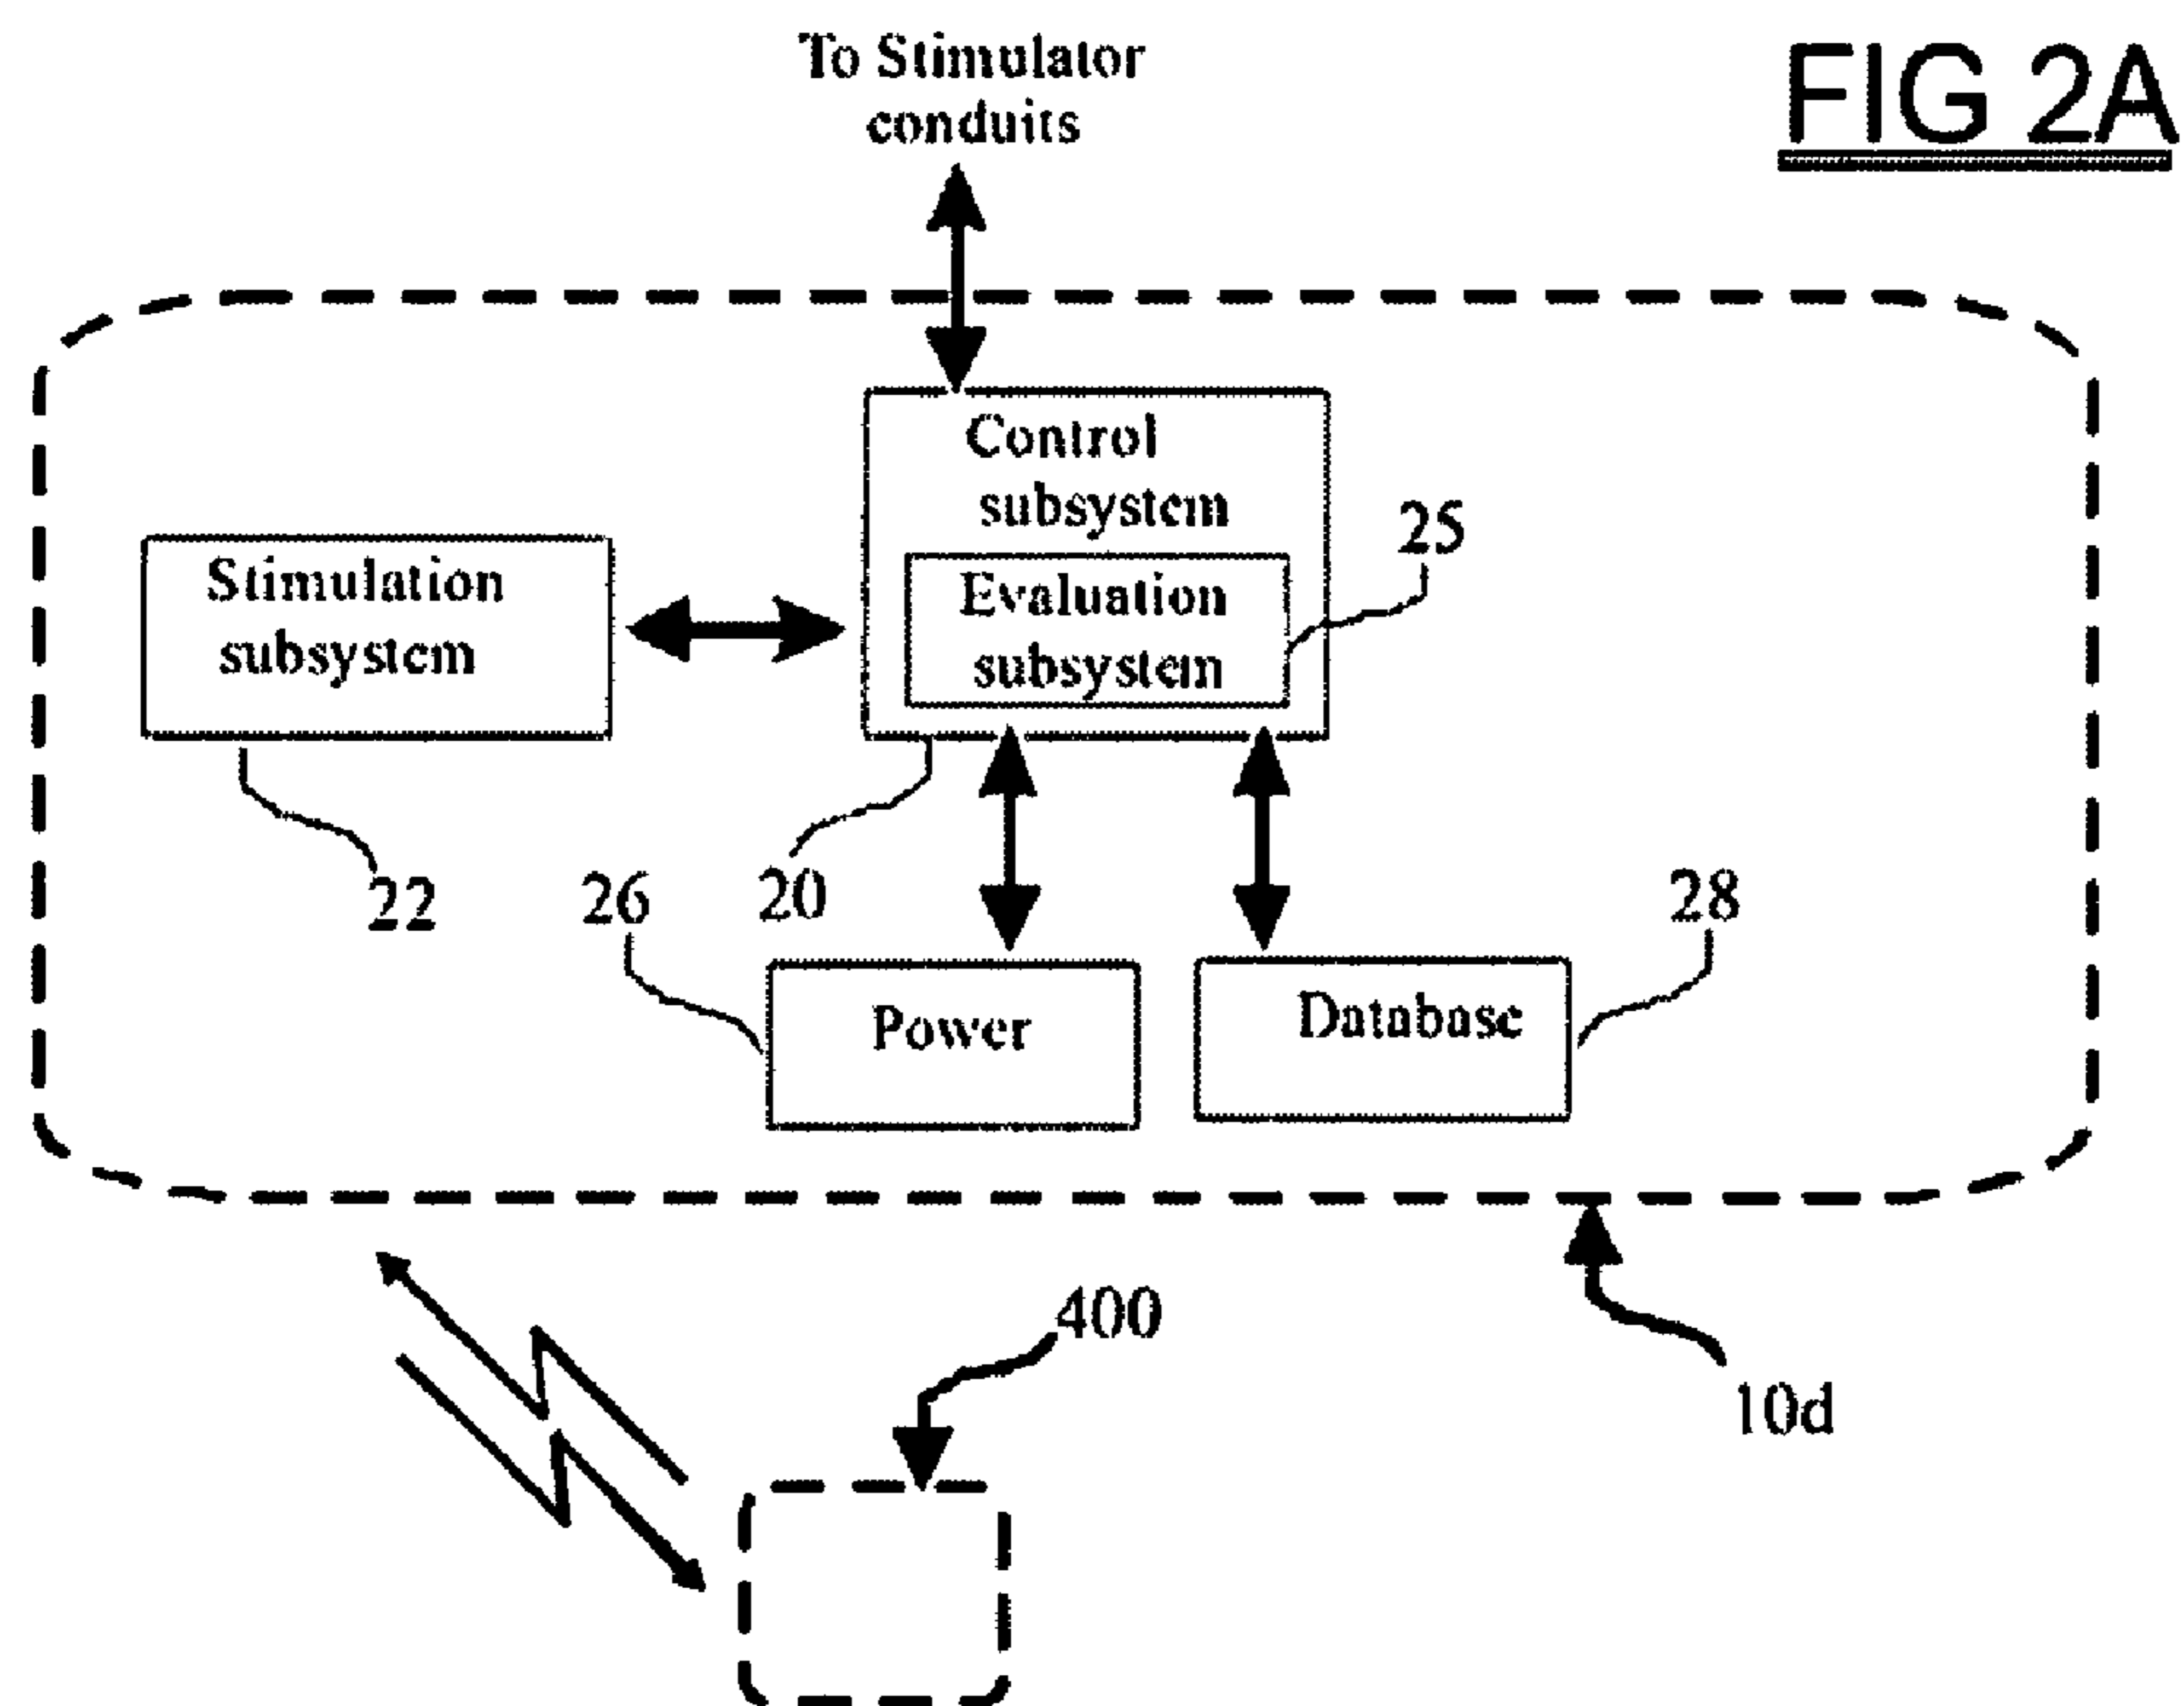 To Stimulator
conduits
FIG 2A
Control
subsystem
25
Stimulation
subsystem
Evaluation
subsystem
22
26
20
28
Power
Database
400
10d